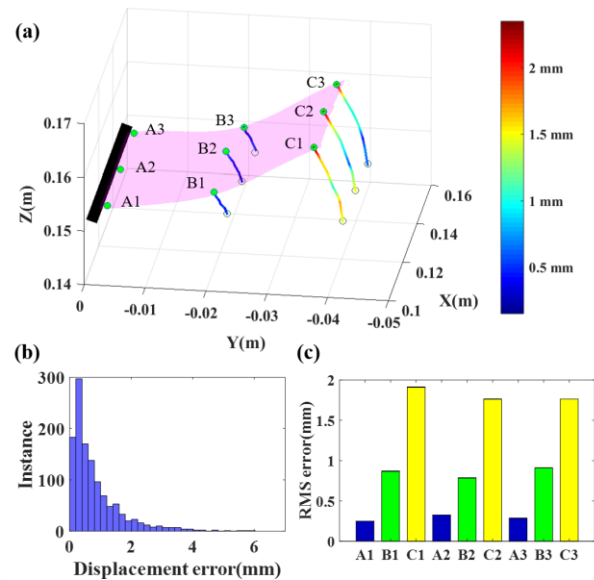 (a)
C3
C2
C1
B3
B2
B1
A3
A2
A1
0.17
0.16
0.15
0.14
Z(m)
0
-0.01
-0.02
-0.03
-0.04
-0.05
Y(m)
0.16
0.14
0.12
0.1
X(m)
2 mm
1.5 mm
1 mm
0.5 mm
(b)
300
200
100
0
Instance
0 2 4 6
Displacement error(mm)
(c)
2
1.5
1
0.5
0
RMS error(mm)
A1 B1 C1 A2 B2 C2 A3 B3 C3